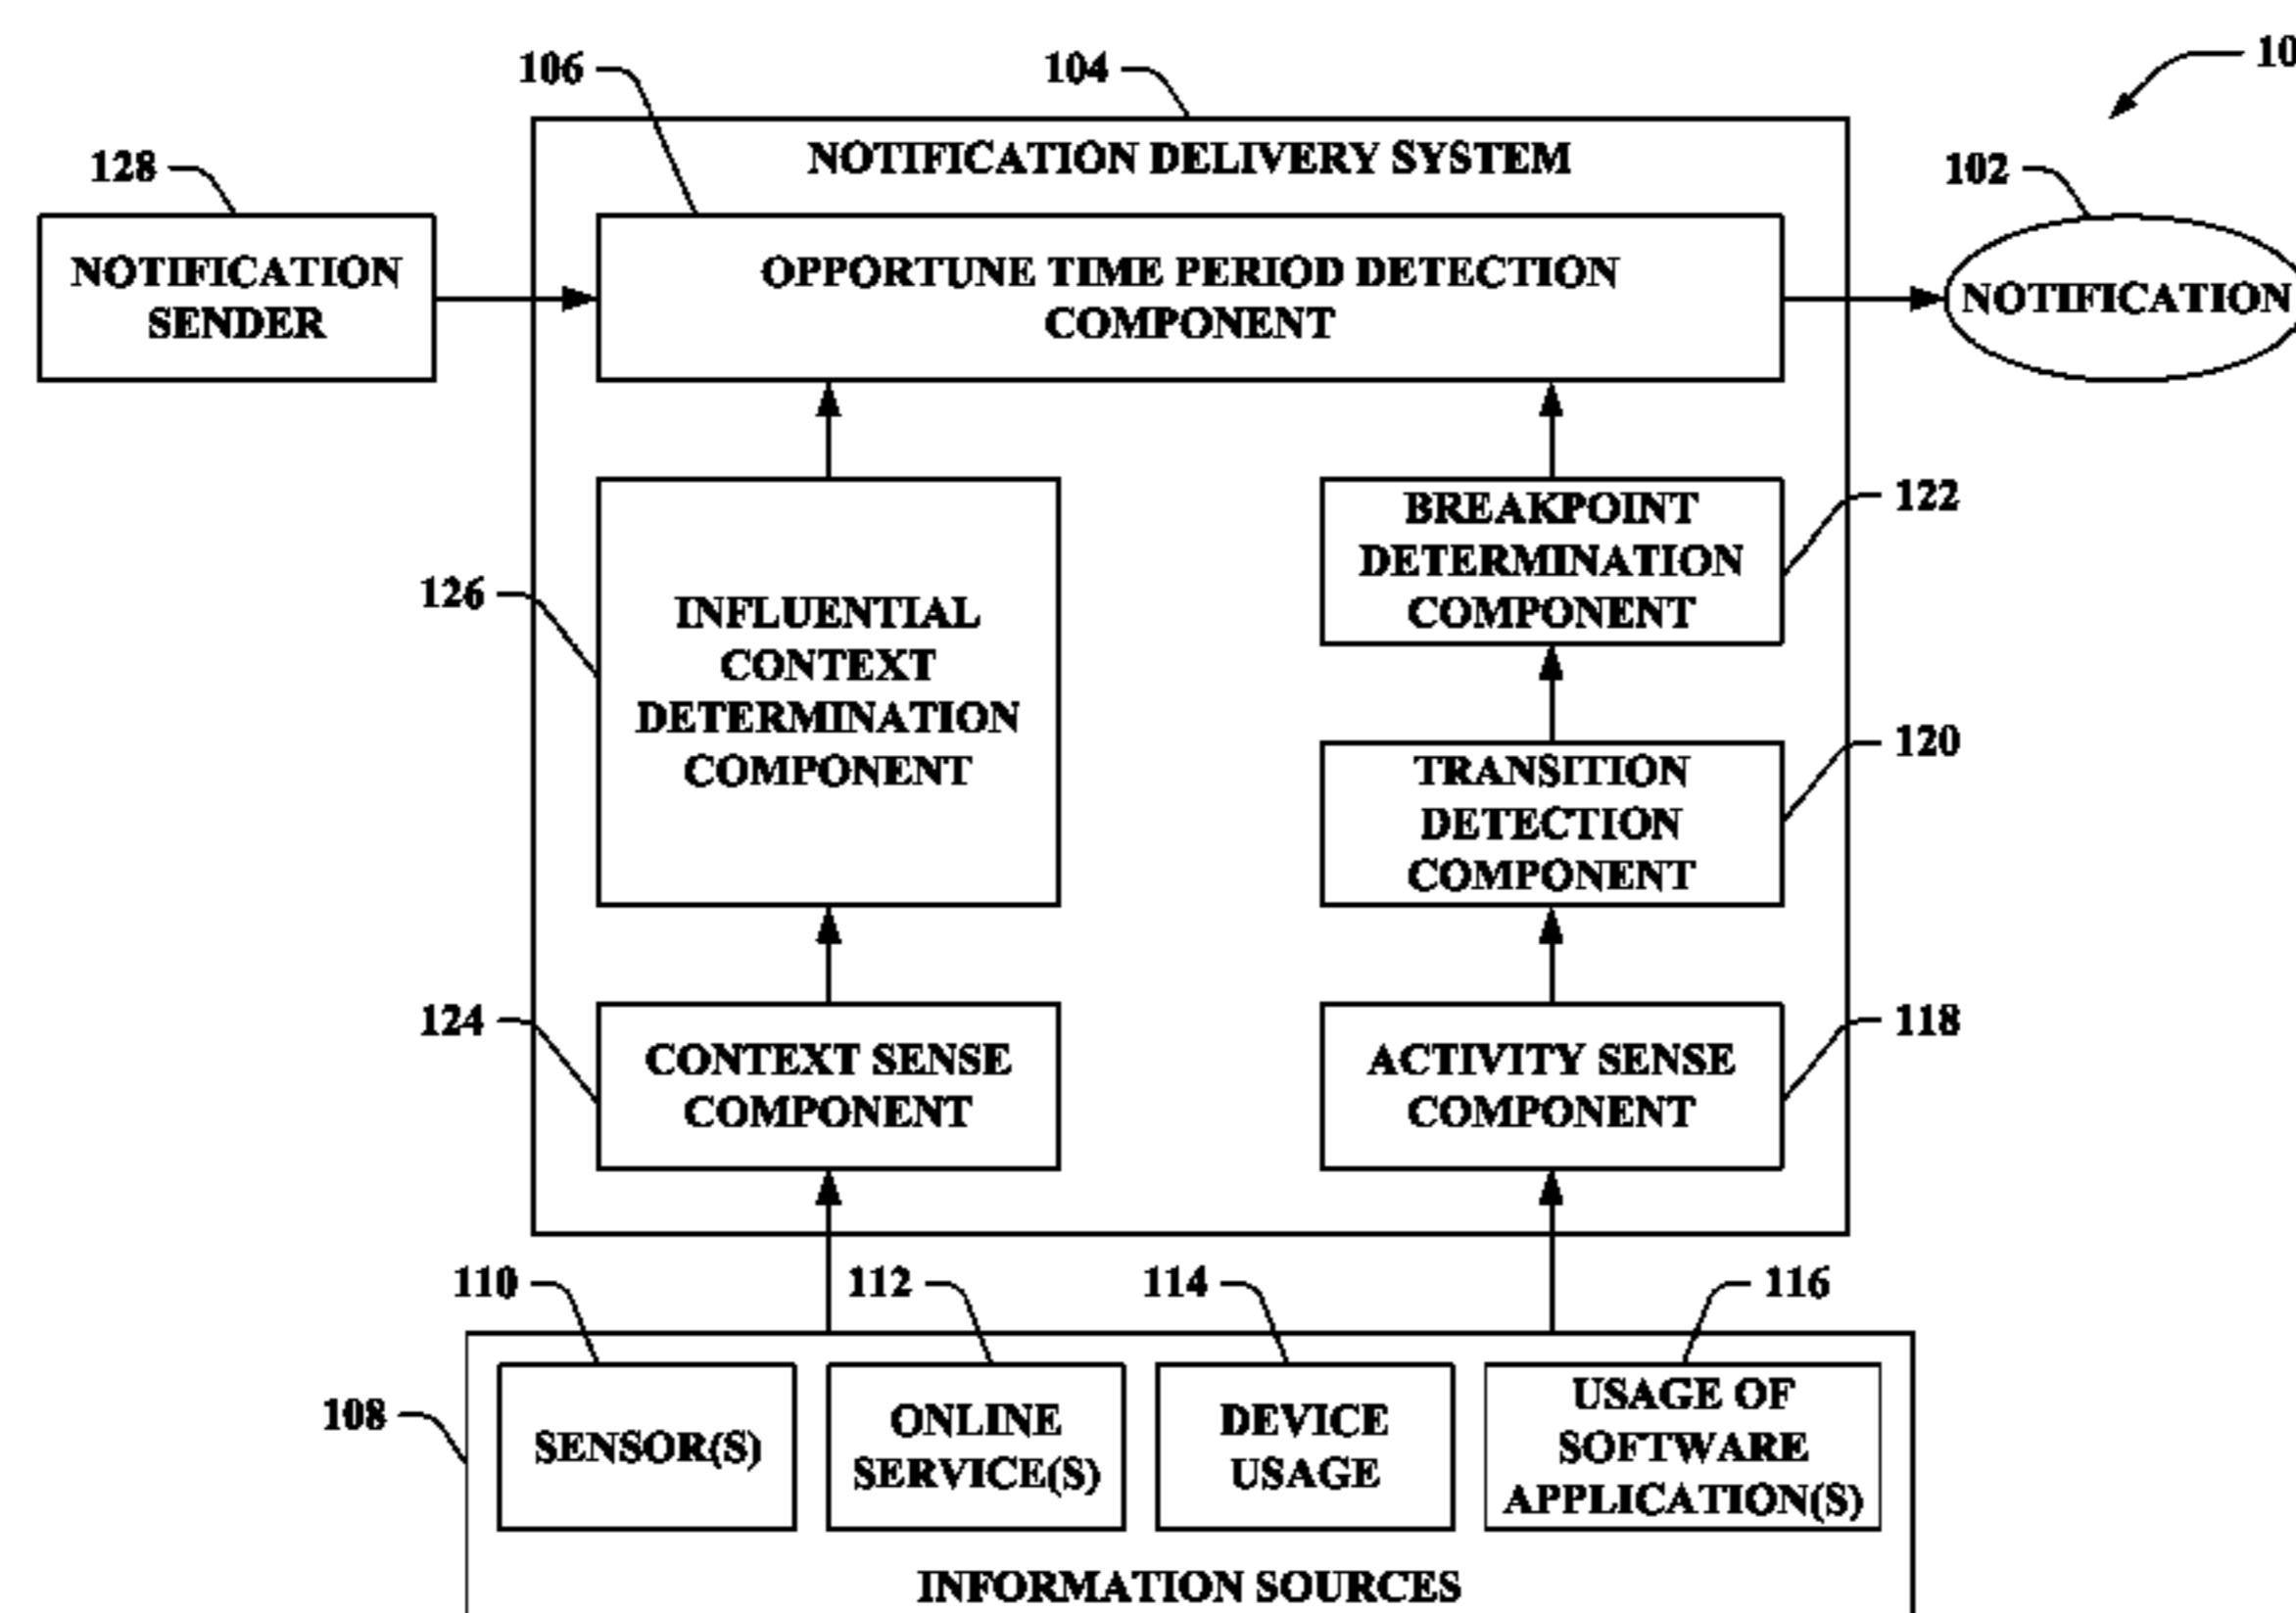 106
104
10
128
NOTIFICATION DELIVERY SYSTEM
102
NOTIFICATION
SENDER
OPPORTUNE TIME PERIOD DETECTION
COMPONENT
NOTIFICATION
126
INFLUENTIAL
CONTEXT
DETERMINATION
COMPONENT
BREAKPOINT
DETERMINATION
COMPONENT
122
TRANSITION
DETECTION
COMPONENT
120
124
CONTEXT SENSE
COMPONENT
ACTIVITY SENSE
COMPONENT
118
110
112
114
116
108
SENSOR(S)
ONLINE
SERVICE(S)
DEVICE
USAGE
USAGE OF
SOFTWARE
APPLICATION(S)
INFORMATION SOURCES